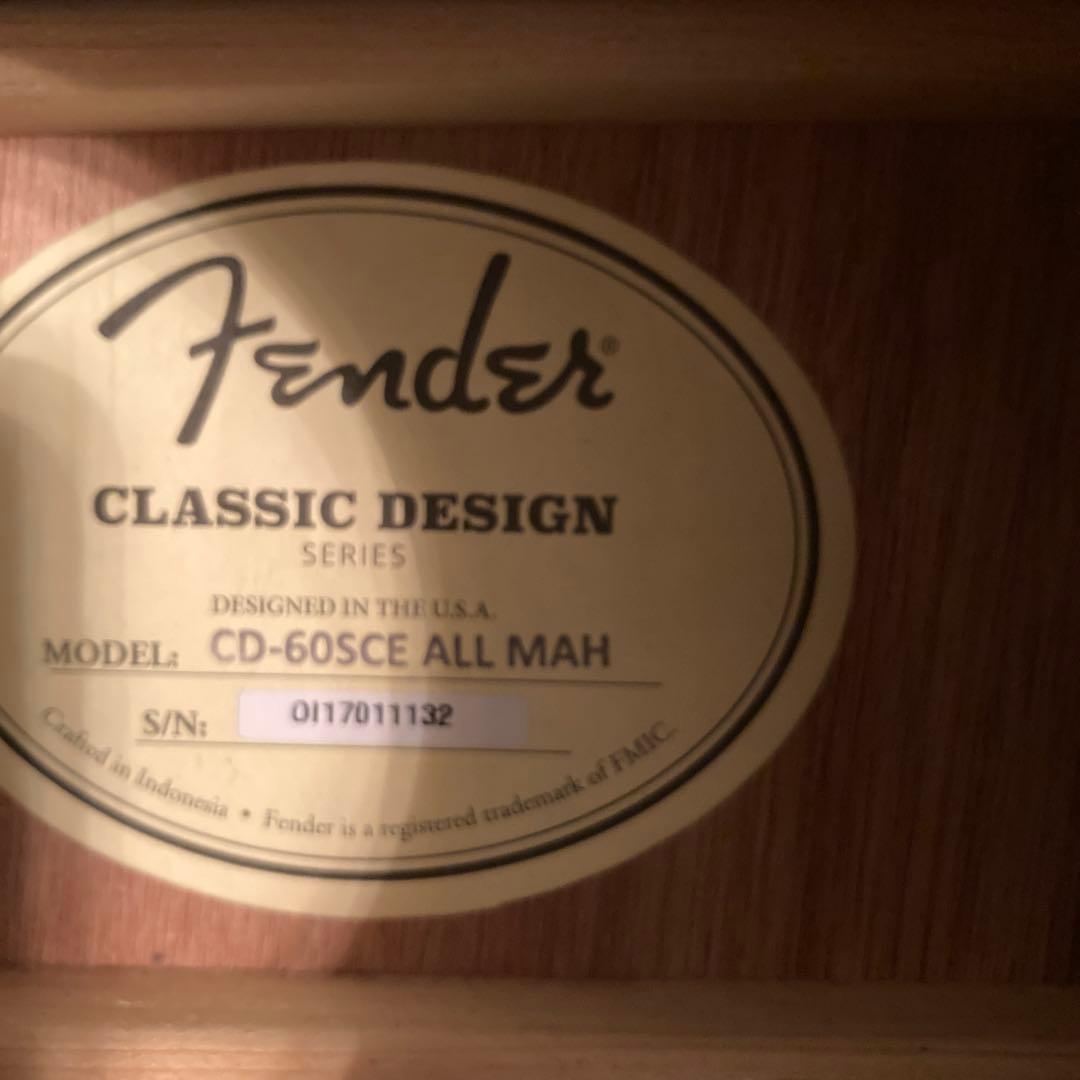 Fender®
CLASSIC DESIGN
SERIES
DESIGNED IN THE U.S.A.
MODEL: CD-60SCE ALL MAH
S/N: OI17011132
Crafted in Indonesia • Fender is a registered trademark of FMIC.